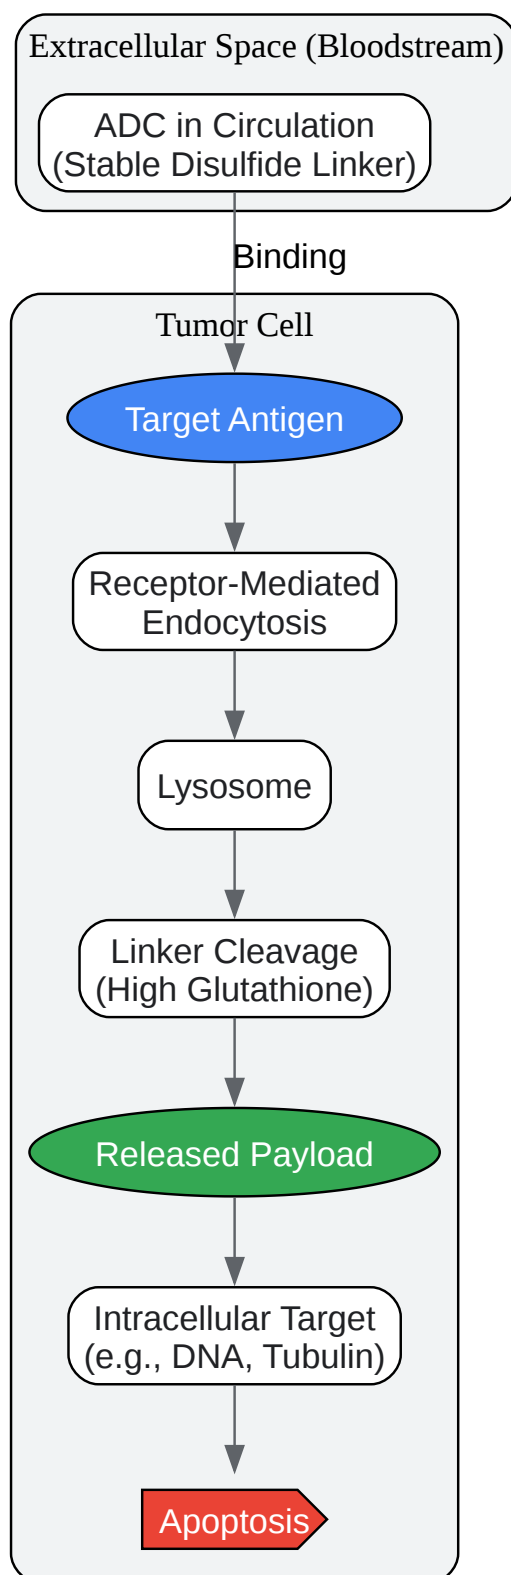 Extracellular Space (Bloodstream)
ADC in Circulation
(Stable Disulfide Linker)
Binding
Tumor Cell
Target Antigen
Receptor-Mediated
Endocytosis
Lysosome
Linker Cleavage
(High Glutathione)
Released Payload
Intracellular Target
(e.g., DNA, Tubulin)
Apoptosis